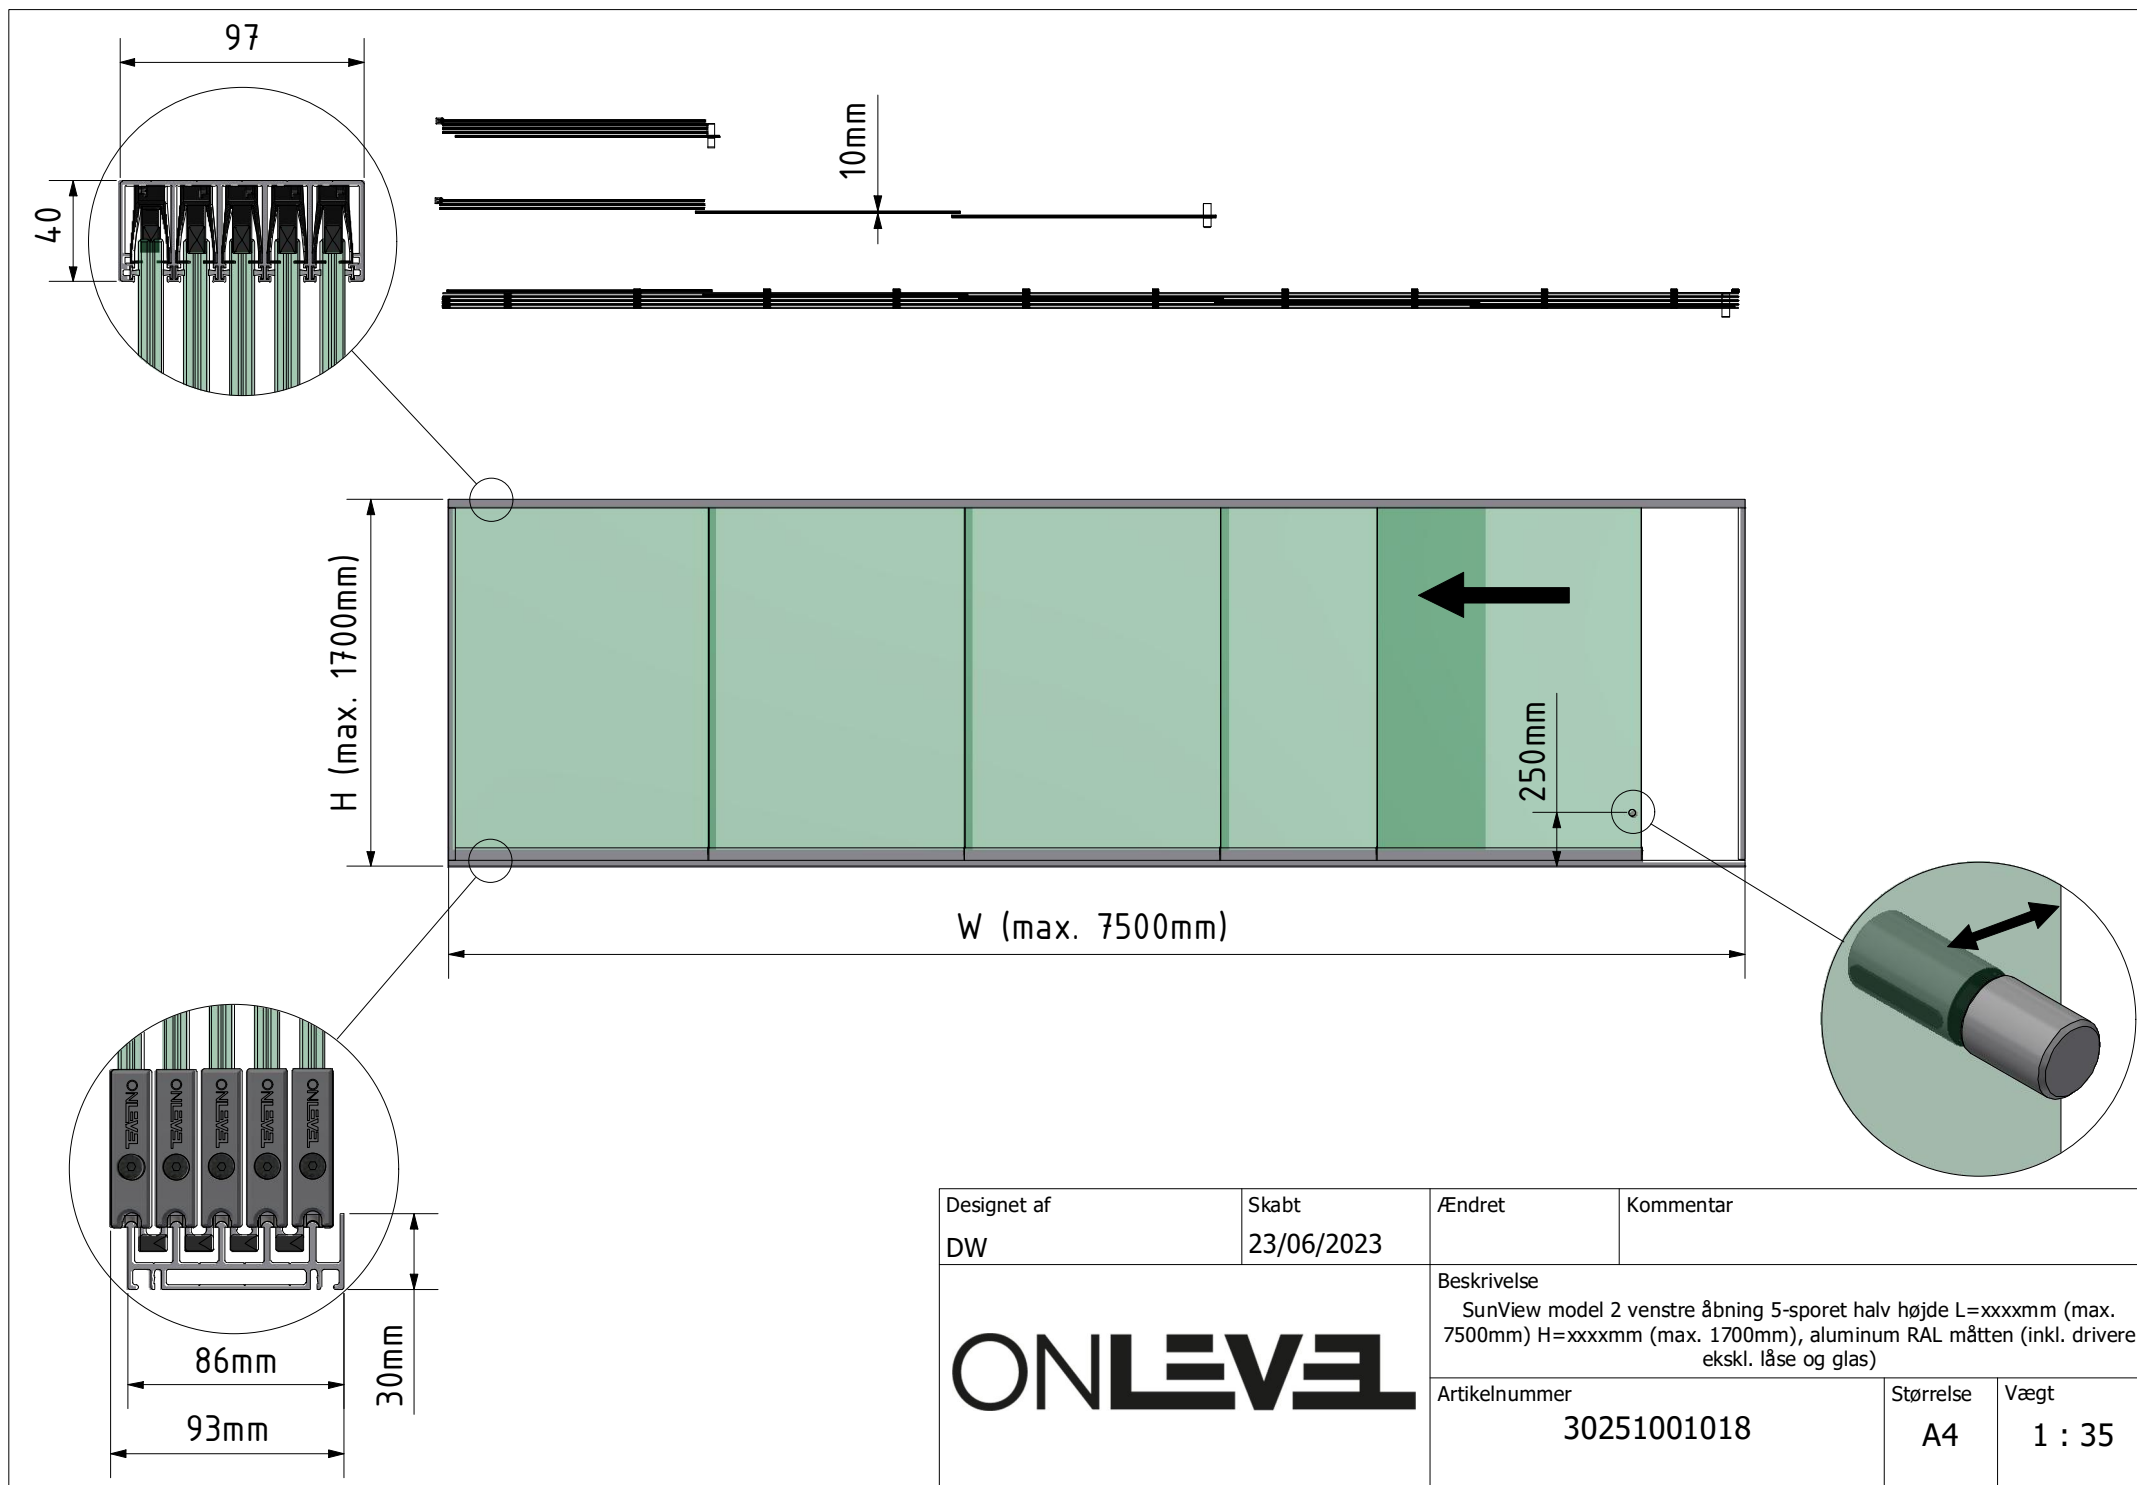 97
40
10mm
H (max. 1700mm)
250mm
W (max. 7500mm)
ONLEVEL
ONLEVEL
ONLEVEL
ONLEVEL
ONLEVEL
86mm
93mm
30mm
Designet af
DW
Skabt
23/06/2023
Ændret
Kommentar
ONLEVEL
Beskrivelse
SunView model 2 venstre åbning 5-sporet halv højde L=xxxxmm (max.
7500mm) H=xxxxmm (max. 1700mm), aluminum RAL måtten (inkl. drivere
ekskl. låse og glas)
Artikelnummer
30251001018
Størrelse
A4
Vægt
1 : 35